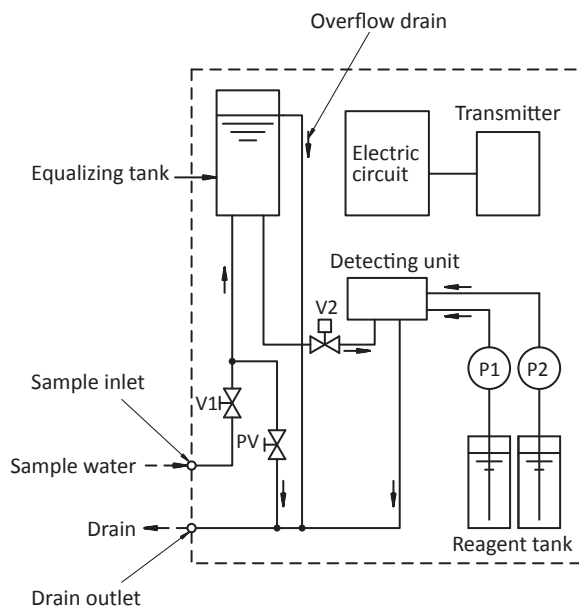 Overflow drain
Transmitter
Electric
circuit
Equalizing tank
Detecting unit
V2
Sample inlet
V1
P1
P2
PV
Sample water
Drain
Reagent tank
Drain outlet